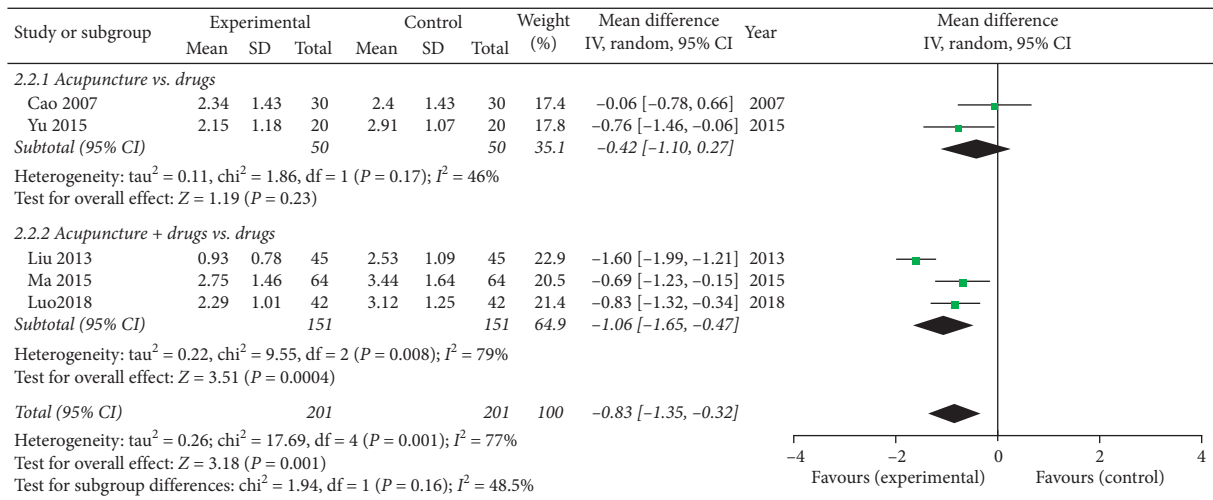 Study or subgroup Experimental Control Weight (%) Mean difference IV, random, 95% CI Year Mean difference IV, random, 95% CI
Mean SD Total Mean SD Total
2.2.1 Acupuncture vs. drugs
Cao 2007 2.34 1.43 30 2.4 1.43 30 17.4 –0.06 [–0.78, 0.66] 2007
Yu 2015 2.15 1.18 20 2.91 1.07 20 17.8 –0.76 [–1.46, –0.06] 2015
Subtotal (95% CI) 50 50 35.1 –0.42 [–1.10, 0.27]
Heterogeneity: tau² = 0.11, chi² = 1.86, df = 1 (P = 0.17); I² = 46%
Test for overall effect: Z = 1.19 (P = 0.23)
2.2.2 Acupuncture + drugs vs. drugs
Liu 2013 0.93 0.78 45 2.53 1.09 45 22.9 –1.60 [–1.99, –1.21] 2013
Ma 2015 2.75 1.46 64 3.44 1.64 64 20.5 –0.69 [–1.23, –0.15] 2015
Luo2018 2.29 1.01 42 3.12 1.25 42 21.4 –0.83 [–1.32, –0.34] 2018
Subtotal (95% CI) 151 151 64.9 –1.06 [–1.65, –0.47]
Heterogeneity: tau² = 0.22, chi² = 9.55, df = 2 (P = 0.008); I² = 79%
Test for overall effect: Z = 3.51 (P = 0.0004)
Total (95% CI) 201 201 100 –0.83 [–1.35, –0.32]
Heterogeneity: tau² = 0.26; chi² = 17.69, df = 4 (P = 0.001); I² = 77%
Test for overall effect: Z = 3.18 (P = 0.001)
Test for subgroup differences: chi² = 1.94, df = 1 (P = 0.16); I² = 48.5%
–4 –2 0 2 4
Favours (experimental) Favours (control)